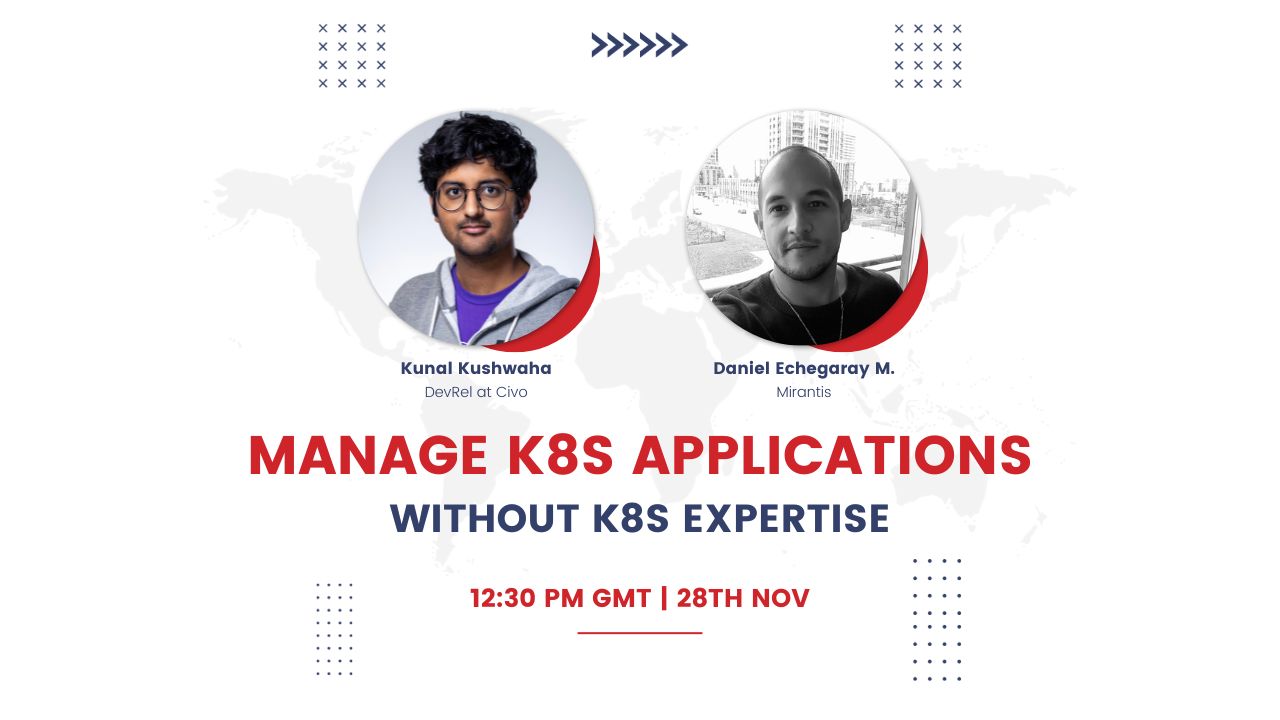 Kunal Kushwaha
DevRel at Civo
Daniel Echegaray M.
Mirantis
MANAGE K8S APPLICATIONS
WITHOUT K8S EXPERTISE
12:30 PM GMT | 28TH NOV